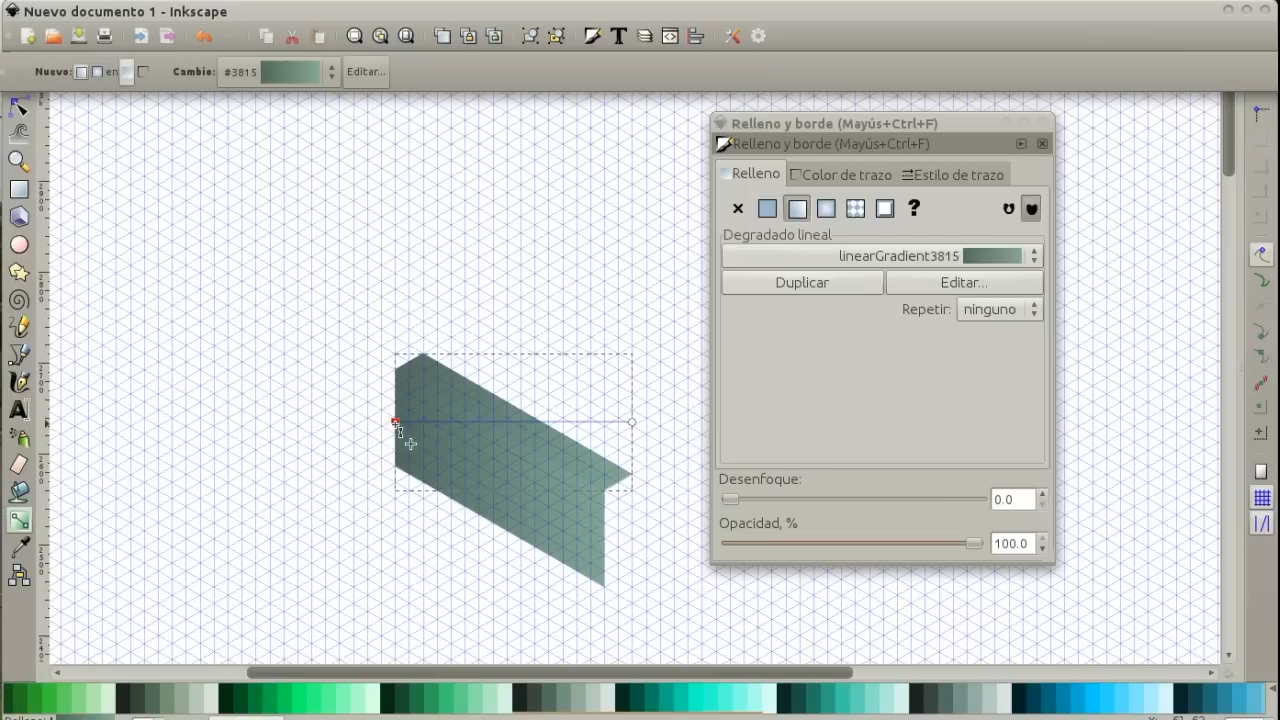 Nuevo documento 1 - Inkscape
Nuevo: en Cambio: #3815 Editar...
Relleno y borde (Mayús+Ctrl+F)
Relleno y borde (Mayús+Ctrl+F)
Relleno Color de trazo Estilo de trazo
Degradado lineal
linearGradient3815
Duplicar Editar...
Repetir: ninguno
Desenfoque:
0.0
Opacidad, %
100.0